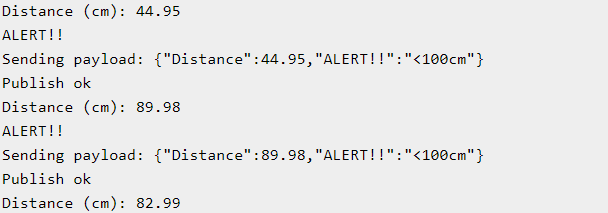 Distance (cm): 44.95
ALERT!!
Sending payload: {"Distance":44.95,"ALERT!!":"<100cm"}
Publish ok
Distance (cm): 89.98
ALERT!!
Sending payload: {"Distance":89.98,"ALERT!!":"<100cm"}
Publish ok
Distance (cm): 82.99